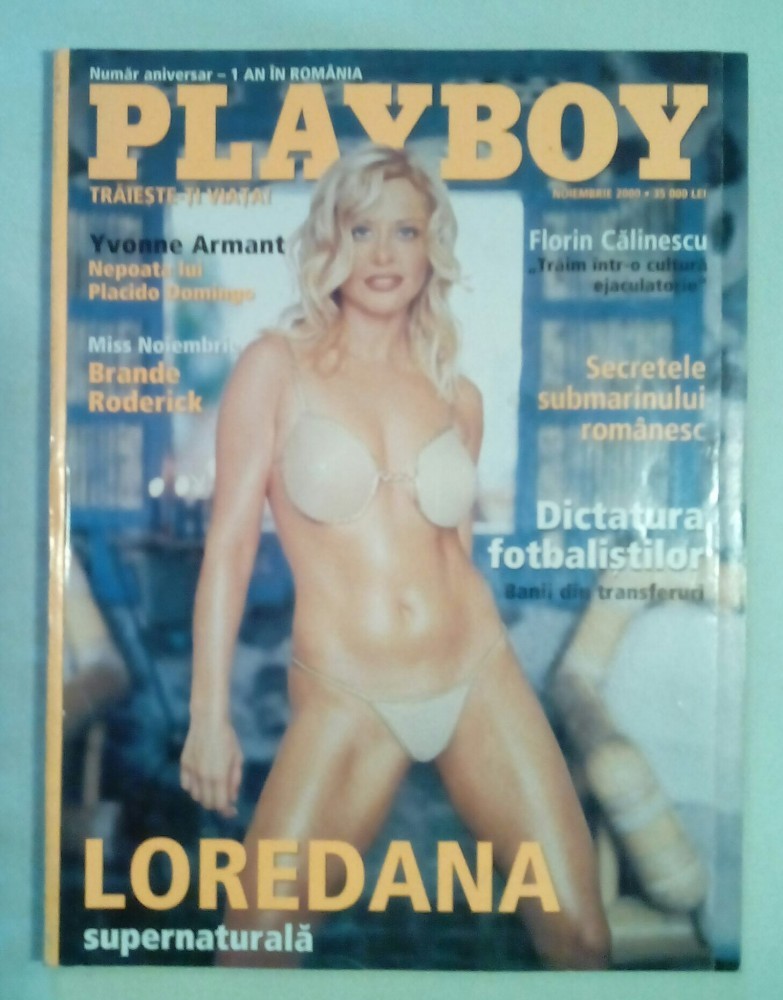 Număr aniversar – 1 AN ÎN ROMÂNIA
PLAYBOY
TRĂIEŞTE-ŢI VIAŢA!
NOIEMBRIE 2000 • 35 000 LEI
Yvonne Armant
Nepoata lui
Placido Domingo
Miss Noiembrie
Brande
Roderick
Florin Călinescu
„Trăim într-o cultură
ejaculatorie”
Secretele
submarinului
românesc
Dictatura
fotbaliştilor
Banii din transferuri
LOREDANA
supernaturală